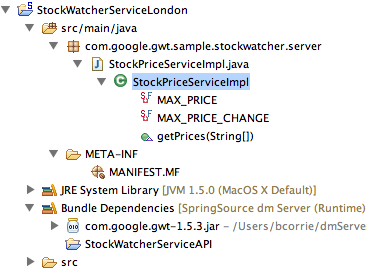 StockWatcherServiceLondon
src/main/java
com.google.gwt.sample.stockwatcher.server
StockPriceServiceImpl.java
StockPriceServiceImpl
MAX_PRICE
MAX_PRICE_CHANGE
getPrices(String[])
META-INF
MANIFEST.MF
JRE System Library [JVM 1.5.0 (MacOS X Default)]
Bundle Dependencies [SpringSource dm Server (Runtime)
com.google.gwt-1.5.3.jar - /Users/bcorrie/dmServe
StockWatcherServiceAPI
src